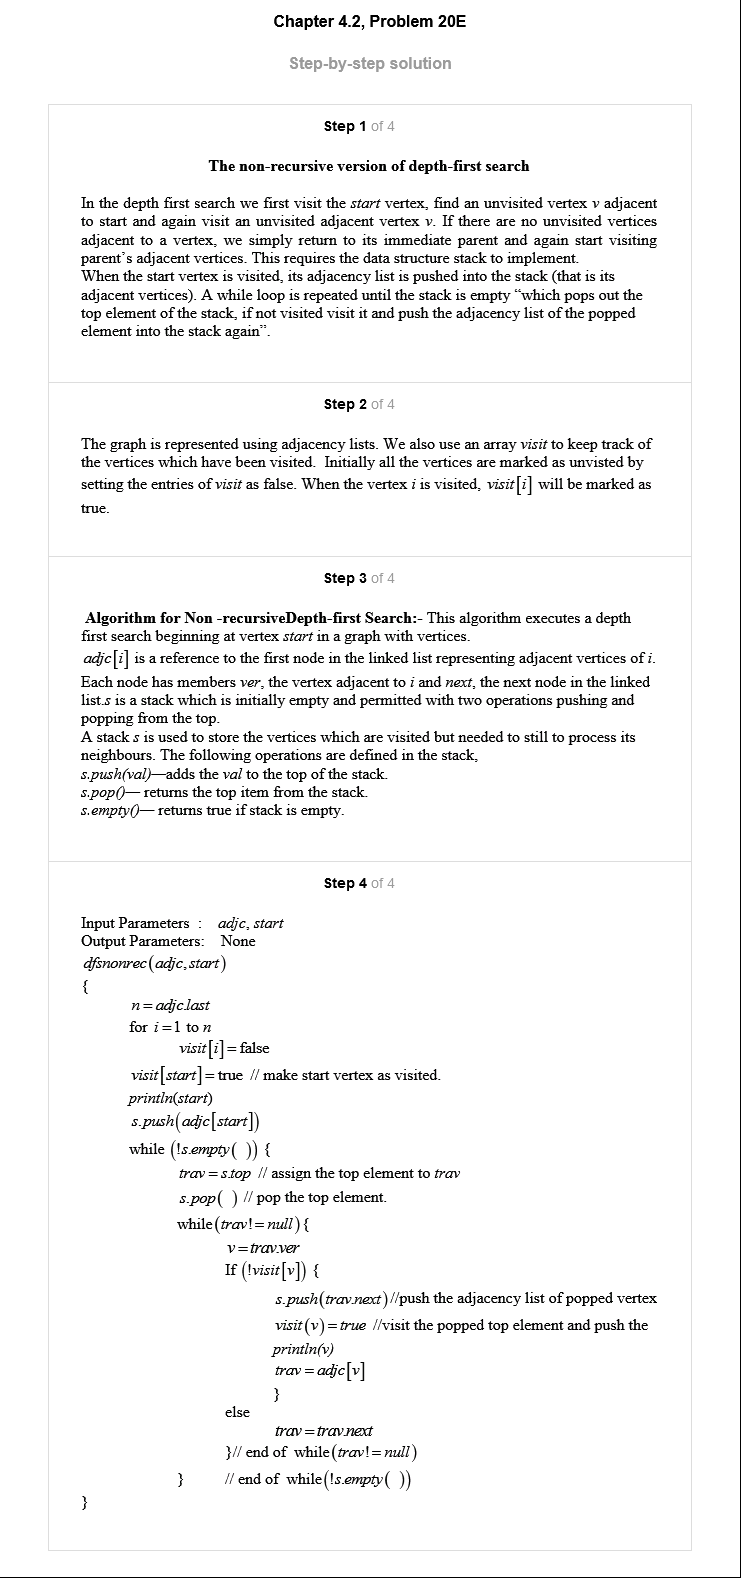 Chapter 4.2, Problem 20E
Step-by-step solution
Step 1 of 4
The non-recursive version of depth-first search
In the depth first search we first visit the start vertex, find an unvisited vertex v adjacent
to start and again visit an unvisited adjacent vertex v. If there are no unvisited vertices
adjacent to a vertex, we simply return to its immediate parent and again start visiting
parent's adjacent vertices. This requires the data structure stack to implement.
When the start vertex is visited, its adjacency list is pushed into the stack (that is its
adjacent vertices). A while loop is repeated until the stack is empty “which pops out the
top element of the stack, if not visited visit it and push the adjacency list of the popped
element into the stack again”.
Step 2 of 4
The graph is represented using adjacency lists. We also use an array visit to keep track of
the vertices which have been visited. Initially all the vertices are marked as unvisted by
setting the entries of visit as false. When the vertex i is visited, visit[i] will be marked as
true.
Step 3 of 4
Algorithm for Non -recursiveDepth-first Search:- This algorithm executes a depth
first search beginning at vertex start in a graph with vertices.
adjc[i] is a reference to the first node in the linked list representing adjacent vertices of i.
Each node has members ver, the vertex adjacent to i and next, the next node in the linked
list.s is a stack which is initially empty and permitted with two operations pushing and
popping from the top.
A stack s is used to store the vertices which are visited but needed to still to process its
neighbours. The following operations are defined in the stack,
s.push(val)—adds the val to the top of the stack.
s.pop()— returns the top item from the stack.
s.empty()— returns true if stack is empty.
Step 4 of 4
Input Parameters : adjc, start
Output Parameters: None
dfsnonrec(adjc,start)
{
n = adjc.last
for i =1 to n
visit[i] = false
visit[start] = true // make start vertex as visited.
println(start)
s.push(adjc[start])
while (!s.empty( )) {
trav = s.top // assign the top element to trav
s.pop( ) // pop the top element.
while(trav! = null){
v = trav.ver
If (!visit[v]) {
s.push(trav.next)//push the adjacency list of popped vertex
visit(v) = true //visit the popped top element and push the
println(v)
trav = adjc[v]
}
else
trav = trav.next
}// end of while(trav! = null)
} // end of while(!s.empty( ))
}